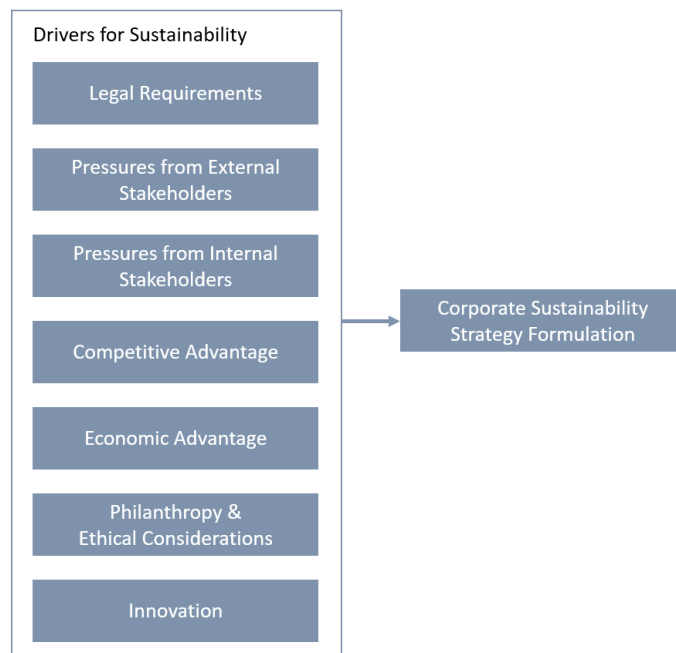 Drivers for Sustainability
Legal Requirements
Pressures from External
Stakeholders
Pressures from Internal
Stakeholders
Competitive Advantage
Economic Advantage
Philanthropy &
Ethical Considerations
Innovation
Corporate Sustainability
Strategy Formulation